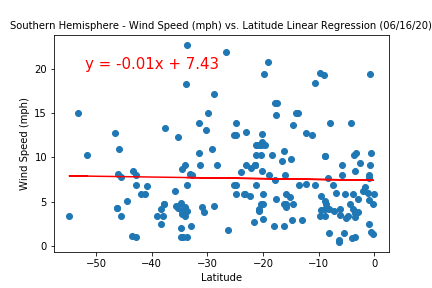 Southern Hemisphere - Wind Speed (mph) vs. Latitude Linear Regression (06/16/20)
y = -0.01x + 7.43
Wind Speed (mph)
20
15
10
5
0
−50
−40
−30
−20
−10
0
Latitude